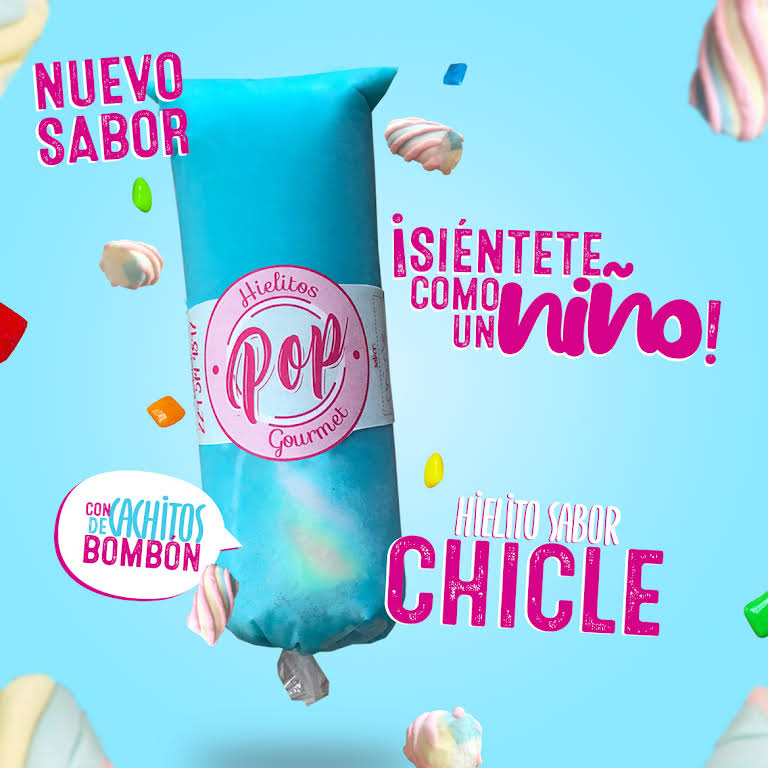 NUEVO
SABOR
¡SIÉNTETE
COMO
UN niño!
Hielitos
Pop
Gourmet
CON CACHITOS
DE
BOMBÓN
HIELITO SABOR
CHICLE